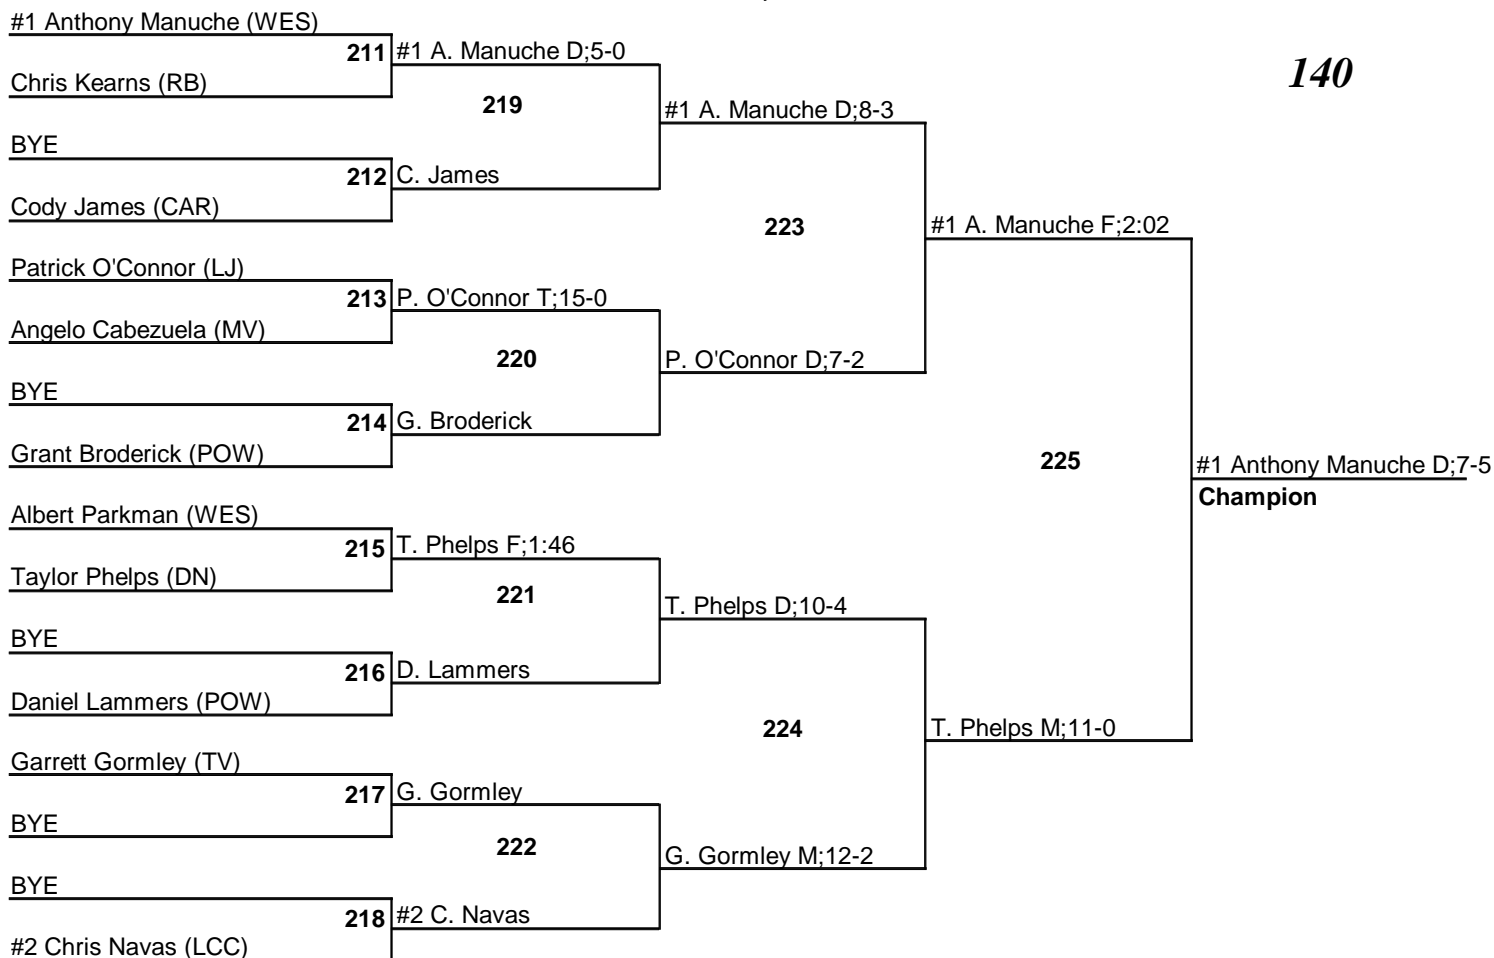 #1 Anthony Manuche (WES)
211 #1 A. Manuche D;5-0
140
Chris Kearns (RB)
219
#1 A. Manuche D;8-3
BYE
212 C. James
Cody James (CAR)
223
#1 A. Manuche F;2:02
Patrick O'Connor (LJ)
213 P. O'Connor T;15-0
Angelo Cabezuela (MV)
220
P. O'Connor D;7-2
BYE
214 G. Broderick
Grant Broderick (POW)
225
#1 Anthony Manuche D;7-5
Champion
Albert Parkman (WES)
215 T. Phelps F;1:46
Taylor Phelps (DN)
221
T. Phelps D;10-4
BYE
216 D. Lammers
Daniel Lammers (POW)
224
T. Phelps M;11-0
Garrett Gormley (TV)
217 G. Gormley
BYE
222
G. Gormley M;12-2
BYE
218 #2 C. Navas
#2 Chris Navas (LCC)